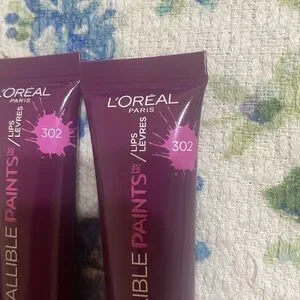 L'ORÉAL
PARIS
302
/LIPS
LÈVRES
ALLIBLE PAINTS
L'ORÉAL
PARIS
302
/LIPS
LÈVRES
IBLE PAINTS